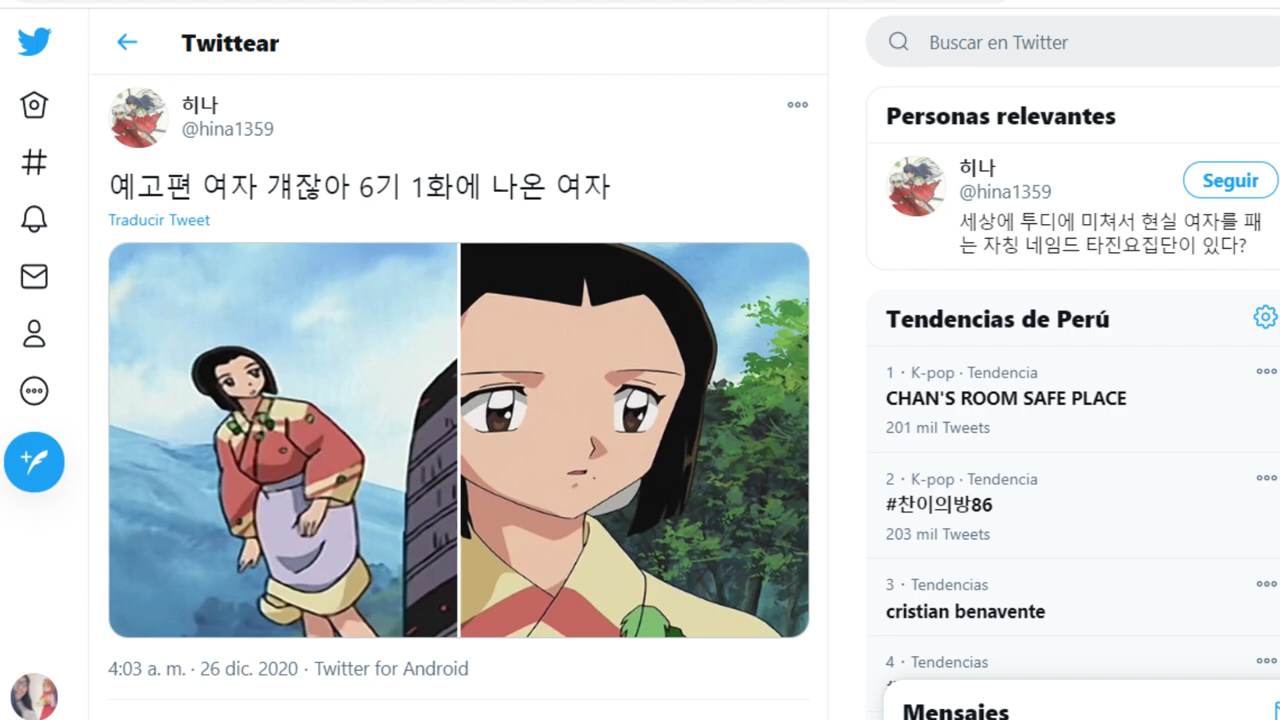 Twittear
히나
@hina1359
예고편 여자 걔잖아 6기 1화에 나온 여자
Traducir Tweet
4:03 a. m. · 26 dic. 2020 · Twitter for Android
Buscar en Twitter
Personas relevantes
히나
@hina1359
Seguir
세상에 투디에 미쳐서 현실 여자를 패
는 자칭 네임드 타진요집단이 있다?
Tendencias de Perú
1 · K-pop · Tendencia
CHAN'S ROOM SAFE PLACE
201 mil Tweets
2 · K-pop · Tendencia
#찬이의방86
203 mil Tweets
3 · Tendencias
cristian benavente
4 · Tendencias
Mensajes